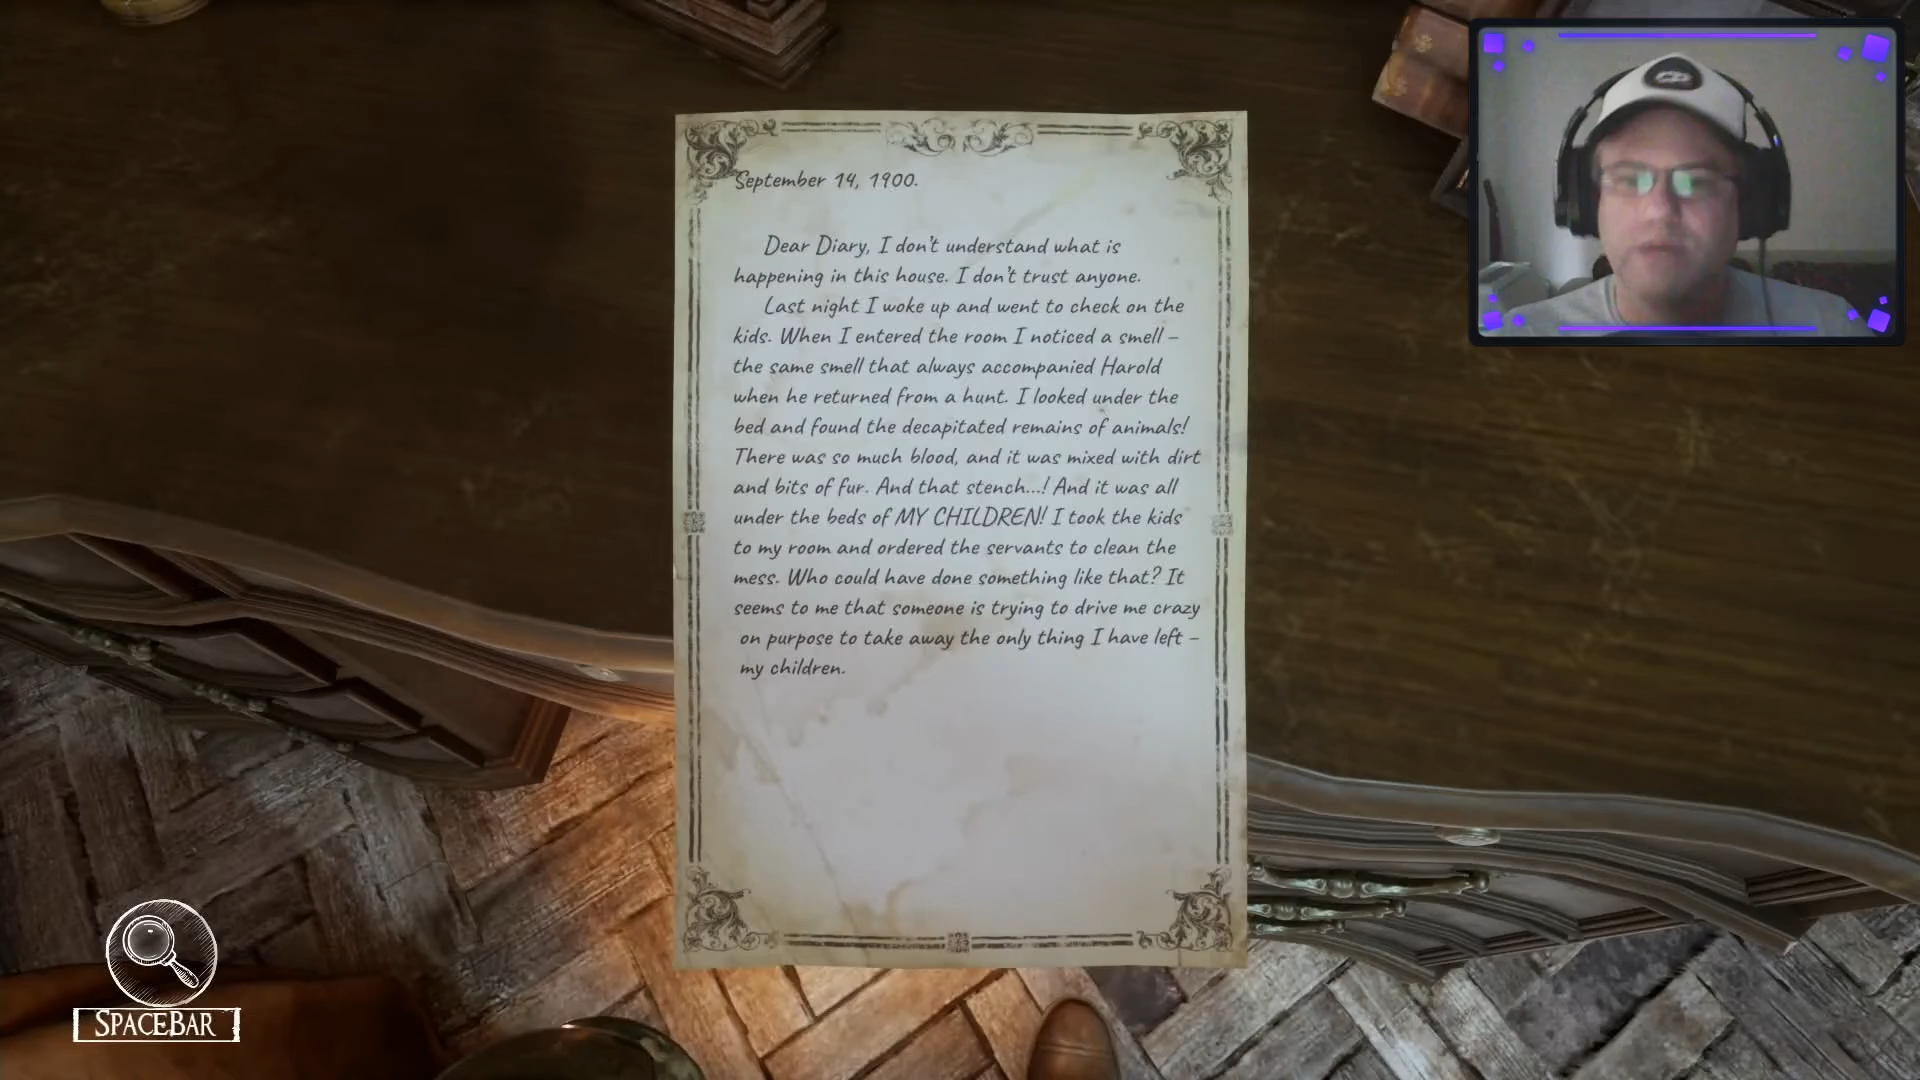 September 14, 1900.
Dear Diary, I don't understand what is
happening in this house. I don't trust anyone.
Last night I woke up and went to check on the
kids. When I entered the room I noticed a smell –
the same smell that always accompanied Harold
when he returned from a hunt. I looked under the
bed and found the decapitated remains of animals!
There was so much blood, and it was mixed with dirt
and bits of fur. And that stench...! And it was all
under the beds of MY CHILDREN! I took the kids
to my room and ordered the servants to clean the
mess. Who could have done something like that? It
seems to me that someone is trying to drive me crazy
on purpose to take away the only thing I have left –
my children.
SPACEBAR